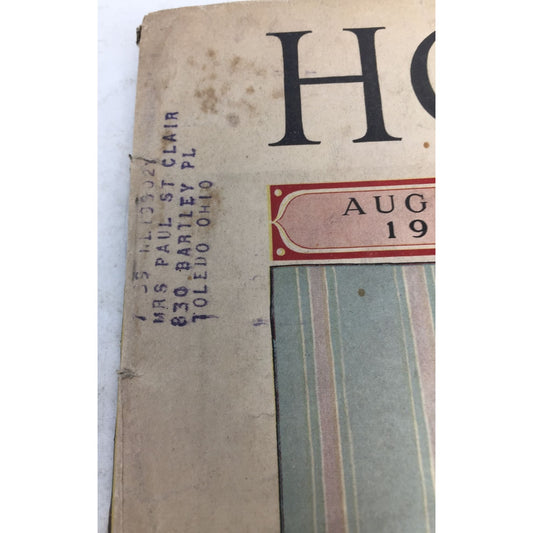 HO
AUG
19
MRS PAUL ST CLAIR
830 BARTLEY PL
TOLEDO OHIO